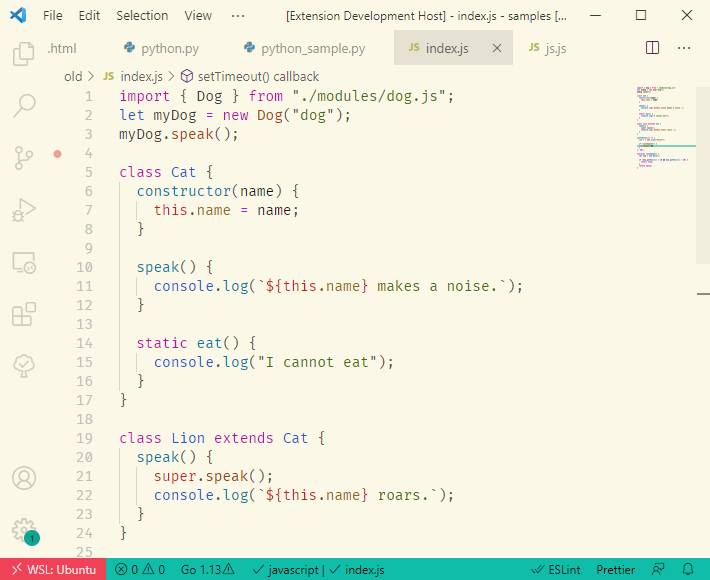 File Edit Selection View ··· [Extension Development Host] - index.js - samples [...
.html python.py python_sample.py JS index.js JS js.js ···
old > JS index.js > setTimeout() callback
1 import { Dog } from "./modules/dog.js";
2 let myDog = new Dog("dog");
3 myDog.speak();
4
5 class Cat {
6 constructor(name) {
7 this.name = name;
8 }
9
10 speak() {
11 console.log(`${this.name} makes a noise.`);
12 }
13
14 static eat() {
15 console.log("I cannot eat");
16 }
17 }
18
19 class Lion extends Cat {
20 speak() {
21 super.speak();
22 console.log(`${this.name} roars.`);
23 }
24 }
25
1
WSL: Ubuntu 0 0 Go 1.13 javascript | index.js ESLint Prettier